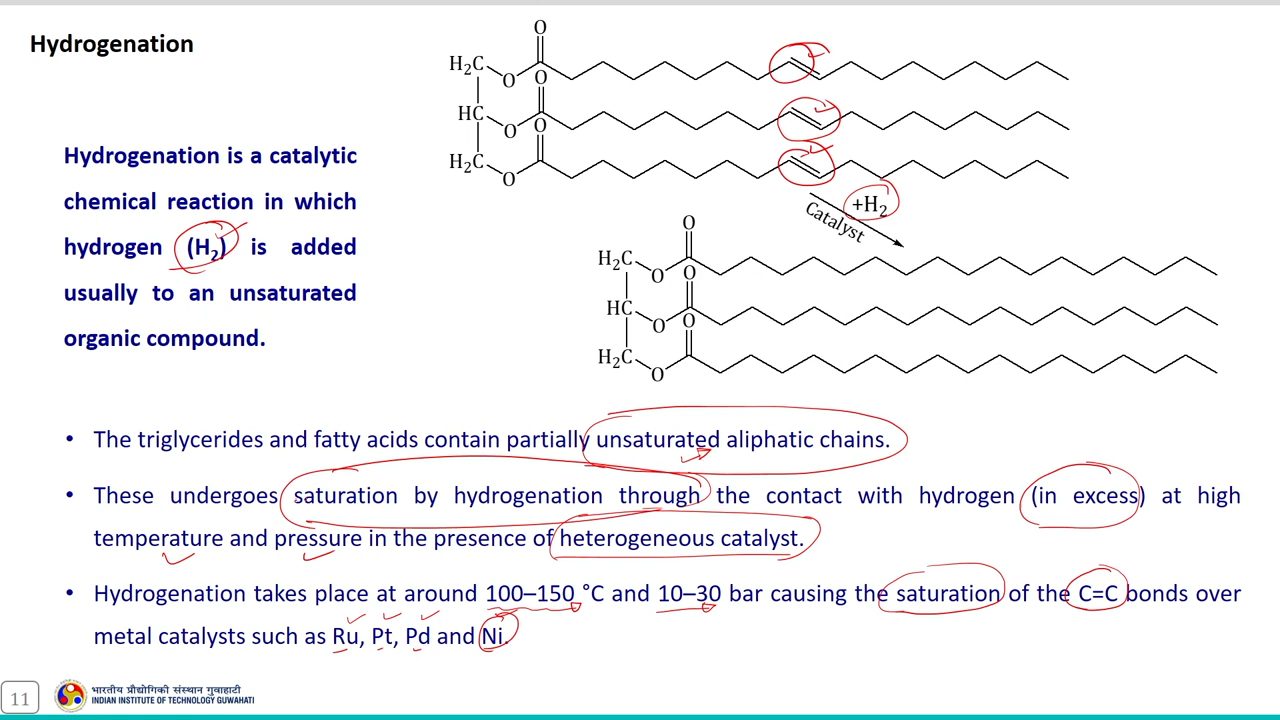 Hydrogenation
Hydrogenation is a catalytic
chemical reaction in which
hydrogen (H₂) is added
usually to an unsaturated
organic compound.
O
H₂C
O
O
HC
O
O
H₂C
O
+H₂
Catalyst
O
H₂C
O
O
HC
O
O
H₂C
O
• The triglycerides and fatty acids contain partially unsaturated aliphatic chains.
• These undergoes saturation by hydrogenation through the contact with hydrogen (in excess) at high
temperature and pressure in the presence of heterogeneous catalyst.
• Hydrogenation takes place at around 100–150 °C and 10–30 bar causing the saturation of the C=C bonds over
metal catalysts such as Ru, Pt, Pd and Ni.
11
भारतीय प्रौद्योगिकी संस्थान गुवाहाटी
INDIAN INSTITUTE OF TECHNOLOGY GUWAHATI